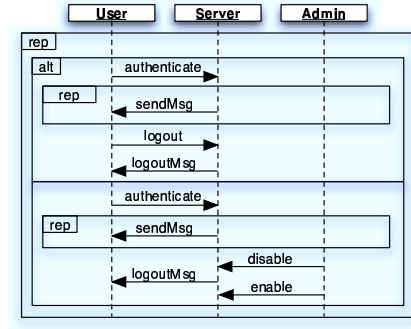 User Server Admin
rep
alt
authenticate
rep
sendMsg
logout
logoutMsg
authenticate
rep
sendMsg
disable
logoutMsg
enable